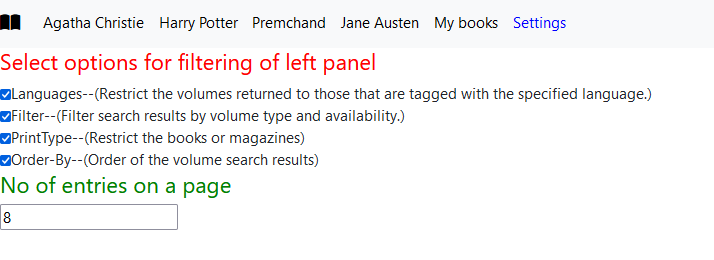 Agatha Christie Harry Potter Premchand Jane Austen My books Settings
Select options for filtering of left panel
Languages--(Restrict the volumes returned to those that are tagged with the specified language.)
Filter--(Filter search results by volume type and availability.)
PrintType--(Restrict the books or magazines)
Order-By--(Order of the volume search results)
No of entries on a page
8